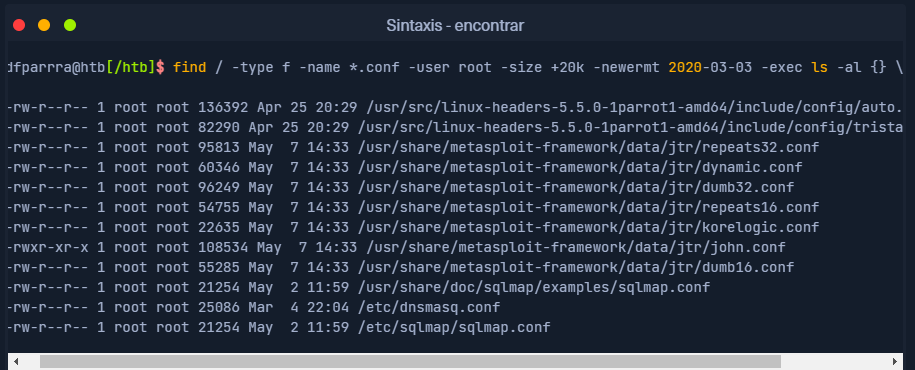 Sintaxis - encontrar
dfparrra@htb[/htb]$ find / -type f -name *.conf -user root -size +20k -newermt 2020-03-03 -exec ls -al {} \
-rw-r--r-- 1 root root 136392 Apr 25 20:29 /usr/src/linux-headers-5.5.0-1parrot1-amd64/include/config/auto.
-rw-r--r-- 1 root root 82290 Apr 25 20:29 /usr/src/linux-headers-5.5.0-1parrot1-amd64/include/config/trista
-rw-r--r-- 1 root root 95813 May  7 14:33 /usr/share/metasploit-framework/data/jtr/repeats32.conf
-rw-r--r-- 1 root root 60346 May  7 14:33 /usr/share/metasploit-framework/data/jtr/dynamic.conf
-rw-r--r-- 1 root root 96249 May  7 14:33 /usr/share/metasploit-framework/data/jtr/dumb32.conf
-rw-r--r-- 1 root root 54755 May  7 14:33 /usr/share/metasploit-framework/data/jtr/repeats16.conf
-rw-r--r-- 1 root root 22635 May  7 14:33 /usr/share/metasploit-framework/data/jtr/korelogic.conf
-rwxr-xr-x 1 root root 108534 May  7 14:33 /usr/share/metasploit-framework/data/jtr/john.conf
-rw-r--r-- 1 root root 55285 May  7 14:33 /usr/share/metasploit-framework/data/jtr/dumb16.conf
-rw-r--r-- 1 root root 21254 May  2 11:59 /usr/share/doc/sqlmap/examples/sqlmap.conf
-rw-r--r-- 1 root root 25086 Mar  4 22:04 /etc/dnsmasq.conf
-rw-r--r-- 1 root root 21254 May  2 11:59 /etc/sqlmap/sqlmap.conf